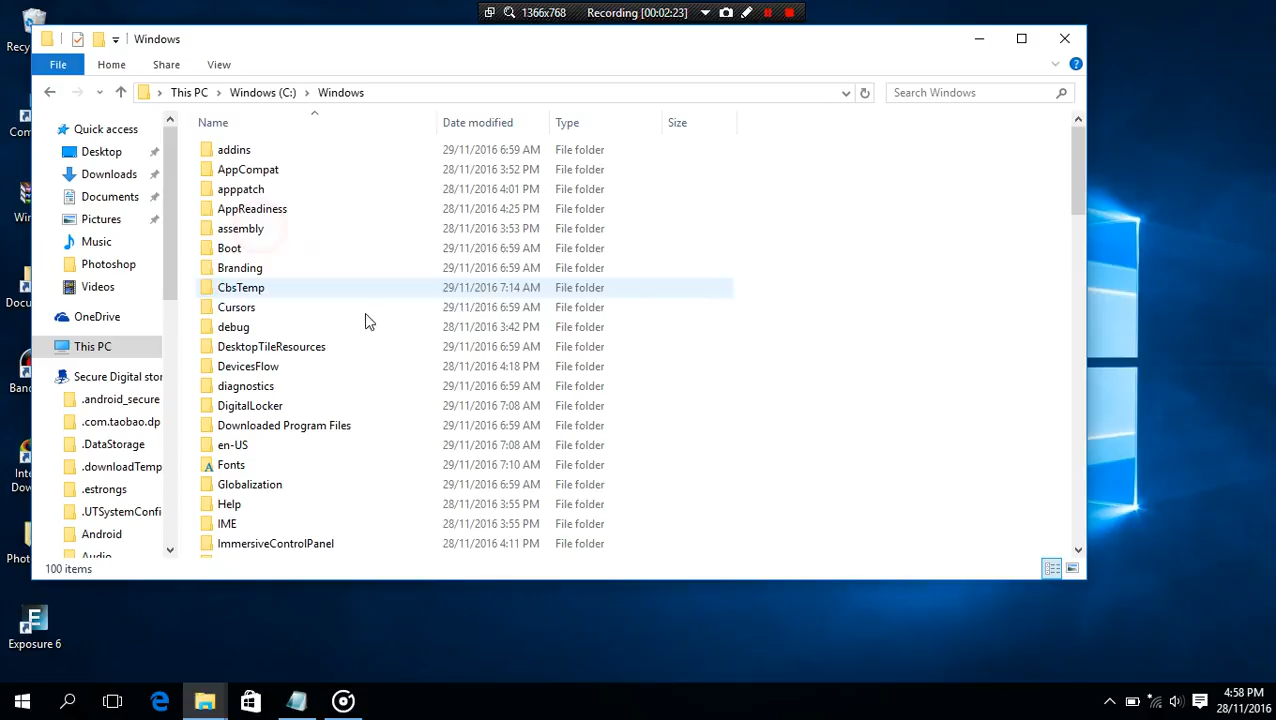 1366x768 Recording [00:02:23]
Recy
Windows
File Home Share View
This PC > Windows (C:) > Windows
Search Windows
Name Date modified Type Size
Quick access
Desktop
Downloads
Documents
Pictures
Music
Photoshop
Videos
OneDrive
This PC
Secure Digital stor
.android_secure
.com.taobao.dp
.DataStorage
.downloadTemp
.estrongs
.UTSystemConfi
Android
Audio
addins 29/11/2016 6:59 AM File folder
AppCompat 28/11/2016 3:52 PM File folder
apppatch 28/11/2016 4:01 PM File folder
AppReadiness 28/11/2016 4:25 PM File folder
assembly 28/11/2016 3:53 PM File folder
Boot 29/11/2016 6:59 AM File folder
Branding 29/11/2016 6:59 AM File folder
CbsTemp 29/11/2016 7:14 AM File folder
Cursors 29/11/2016 6:59 AM File folder
debug 28/11/2016 3:42 PM File folder
DesktopTileResources 29/11/2016 6:59 AM File folder
DevicesFlow 28/11/2016 4:18 PM File folder
diagnostics 29/11/2016 6:59 AM File folder
DigitalLocker 29/11/2016 7:08 AM File folder
Downloaded Program Files 29/11/2016 6:59 AM File folder
en-US 29/11/2016 7:08 AM File folder
Fonts 29/11/2016 7:10 AM File folder
Globalization 29/11/2016 6:59 AM File folder
Help 28/11/2016 3:55 PM File folder
IME 28/11/2016 3:55 PM File folder
ImmersiveControlPanel 28/11/2016 4:11 PM File folder
100 items
Com
Win
Docu
Banc
Inte
Down
Phot
Exposure 6
4:58 PM
28/11/2016